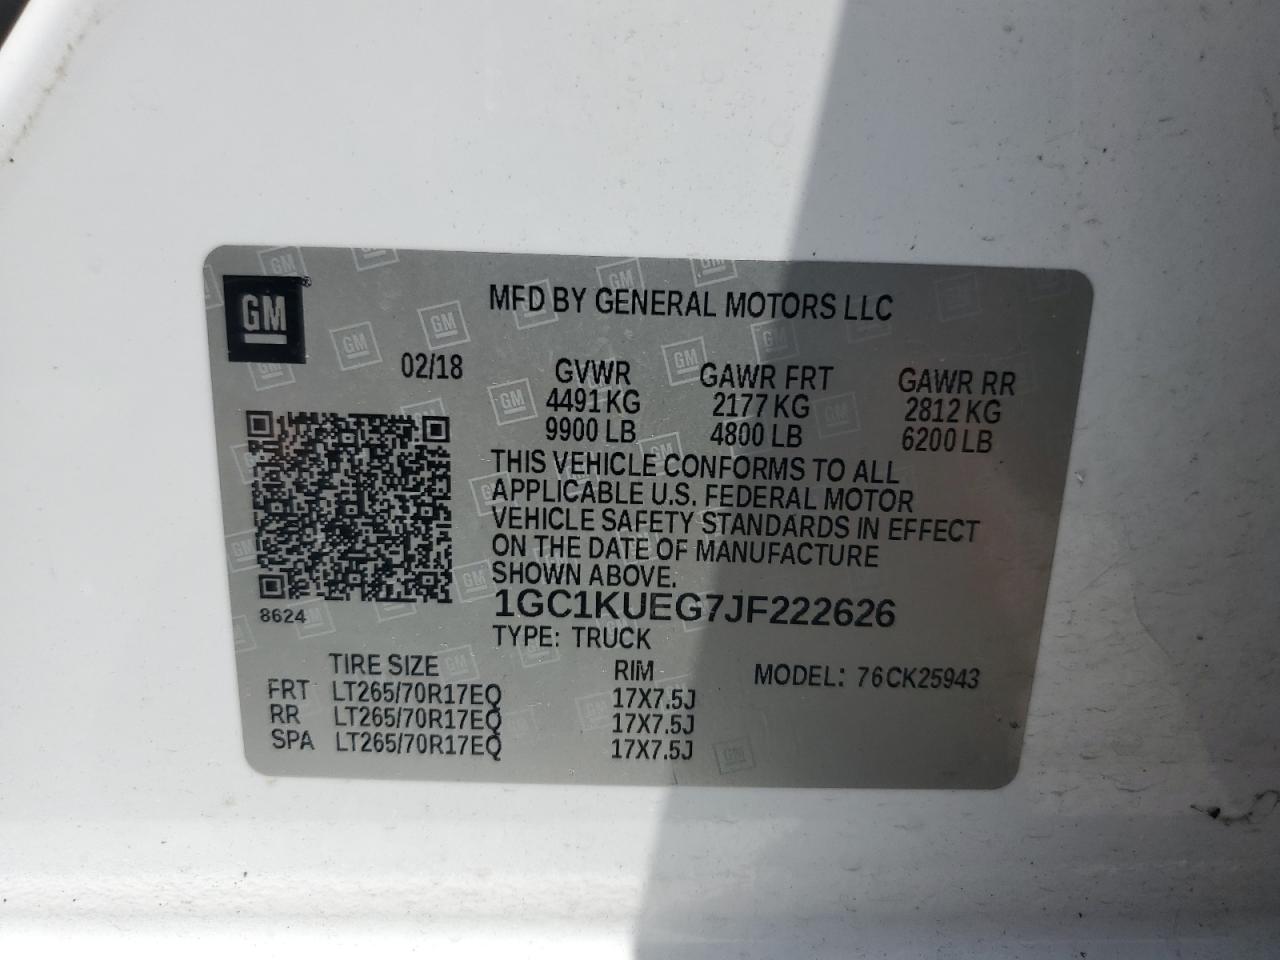 GM
MFD BY GENERAL MOTORS LLC
02/18
GVWR GAWR FRT GAWR RR
4491 KG 2177 KG 2812 KG
9900 LB 4800 LB 6200 LB
THIS VEHICLE CONFORMS TO ALL
APPLICABLE U.S. FEDERAL MOTOR
VEHICLE SAFETY STANDARDS IN EFFECT
ON THE DATE OF MANUFACTURE
SHOWN ABOVE.
8624
1GC1KUEG7JF222626
TYPE: TRUCK
TIRE SIZE RIM MODEL: 76CK25943
FRT LT265/70R17EQ 17X7.5J
RR LT265/70R17EQ 17X7.5J
SPA LT265/70R17EQ 17X7.5J